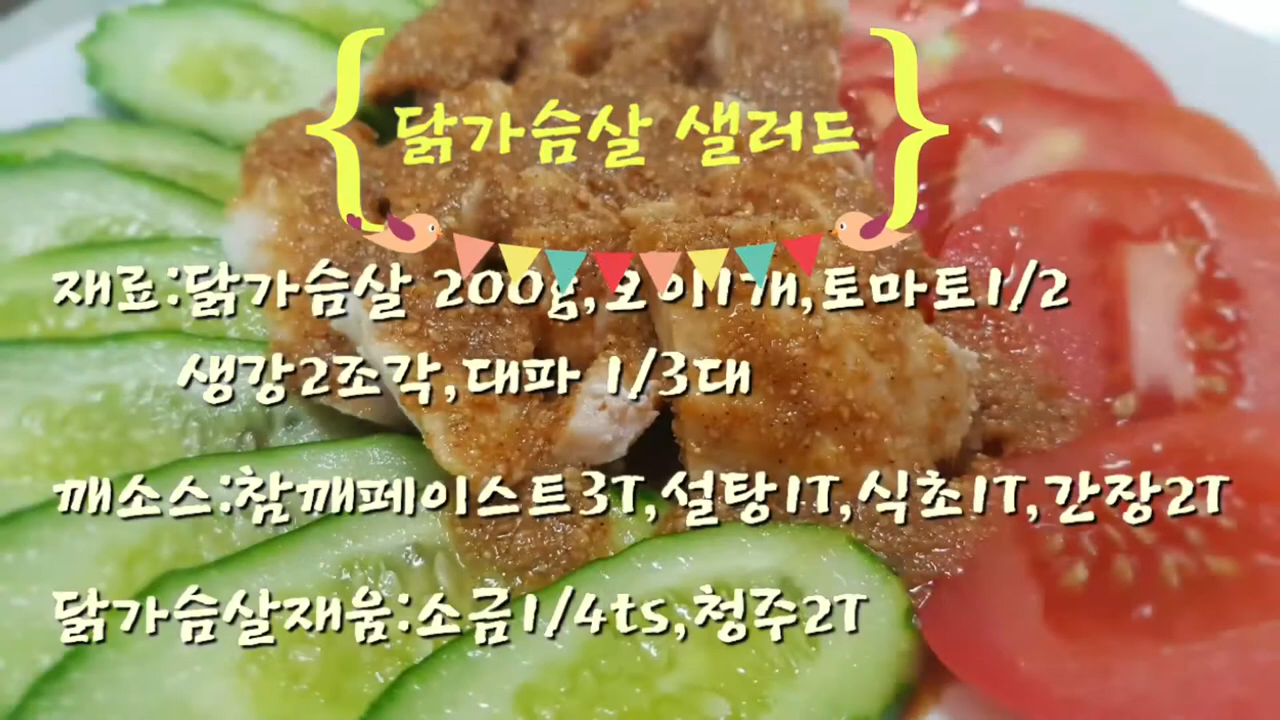 {닭가슴살 샐러드}
재료:닭가슴살 200g,오이1개,토마토1/2
생강2조각,대파 1/3대
깨소스:참깨페이스트3T,설탕1T,식초1T,간장2T
닭가슴살재움:소금1/4ts,청주2T